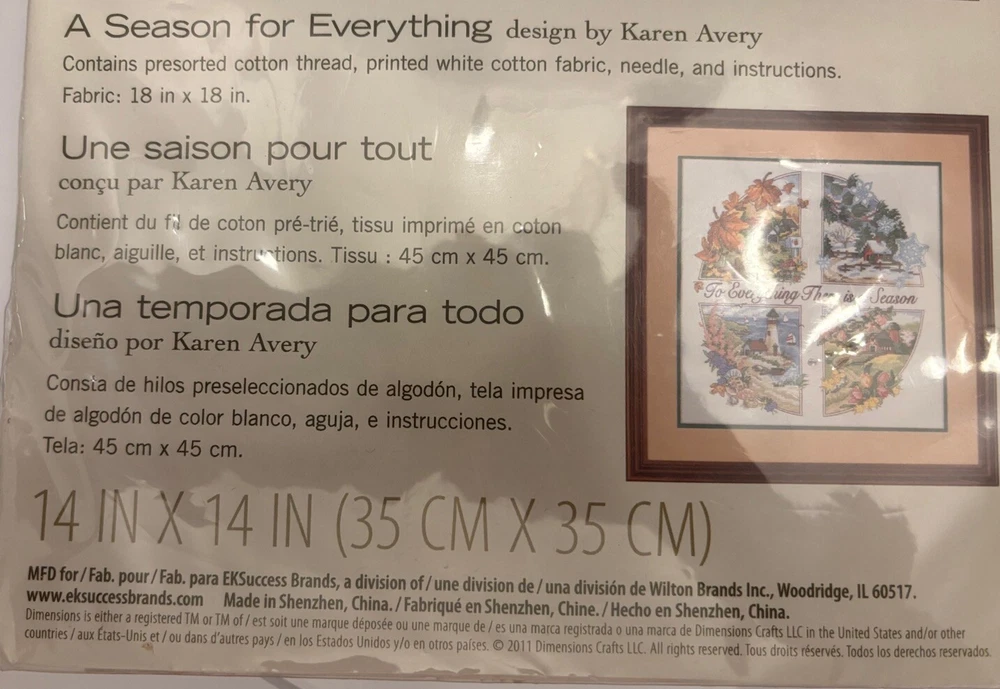 A Season for Everything design by Karen Avery
Contains presorted cotton thread, printed white cotton fabric, needle, and instructions.
Fabric: 18 in x 18 in.
Une saison pour tout
conçu par Karen Avery
Contient du fil de coton pré-trié, tissu imprimé en coton
blanc, aiguille, et instructions. Tissu : 45 cm x 45 cm.
Una temporada para todo
diseño por Karen Avery
Consta de hilos preseleccionados de algodón, tela impresa
de algodón de color blanco, aguja, e instrucciones.
Tela: 45 cm x 45 cm.
To Everything There is a Season
14 IN X 14 IN (35 CM X 35 CM)
MFD for / Fab. pour / Fab. para EKSuccess Brands, a division of / une division de / una división de Wilton Brands Inc., Woodridge, IL 60517.
www.eksuccessbrands.com Made in Shenzhen, China. / Fabriqué en Shenzhen, Chine. / Hecho en Shenzhen, China.
Dimensions is either a registered TM or TM of / est soit une marque déposée ou une marque de / es una marca registrada o una marca de Dimensions Crafts LLC in the United States and/or other
countries / aux États-Unis et / ou dans d'autres pays / en los Estados Unidos y/o en otros países. © 2011 Dimensions Crafts LLC. All rights reserved. Tous droits réservés. Todos los derechos reservados.